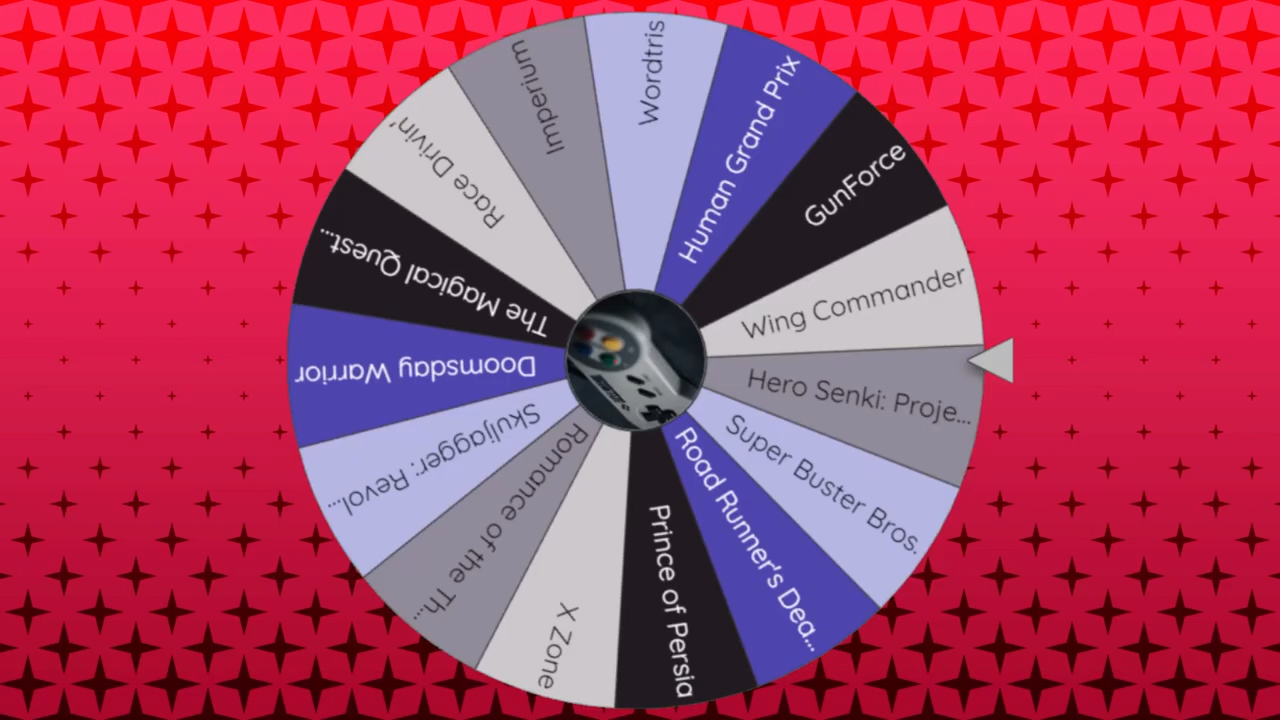 Wordtris
Human Grand Prix
GunForce
Wing Commander
Hero Senki: Proje...
Super Buster Bros.
Road Runner's Dea...
Prince of Persia
X Zone
Romance of the Th...
Skuljagger: Revol...
Doomsday Warrior
The Magical Quest...
Race Drivin'
Imperium